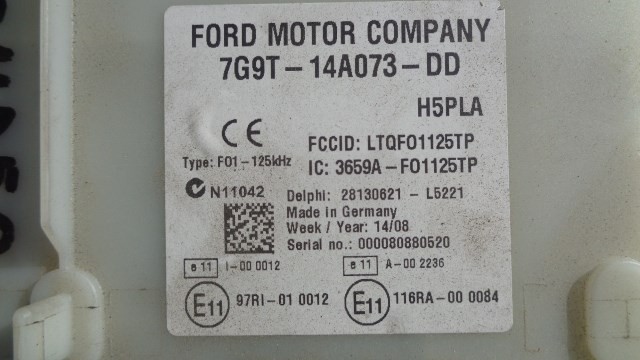 FORD MOTOR COMPANY
7G9T-14A073-DD
H5PLA
CE
FCCID: LTQFO1125TP
Type: FO1-125kHz
IC: 3659A-FO1125TP
N11042
Delphi: 28130621-L5221
Made in Germany
Week / Year: 14/08
Serial no.: 000080880520
e 11 I-00 0012
e 11 A-00 2236
E11 97RI-01 0012
E11 116RA-00 0084